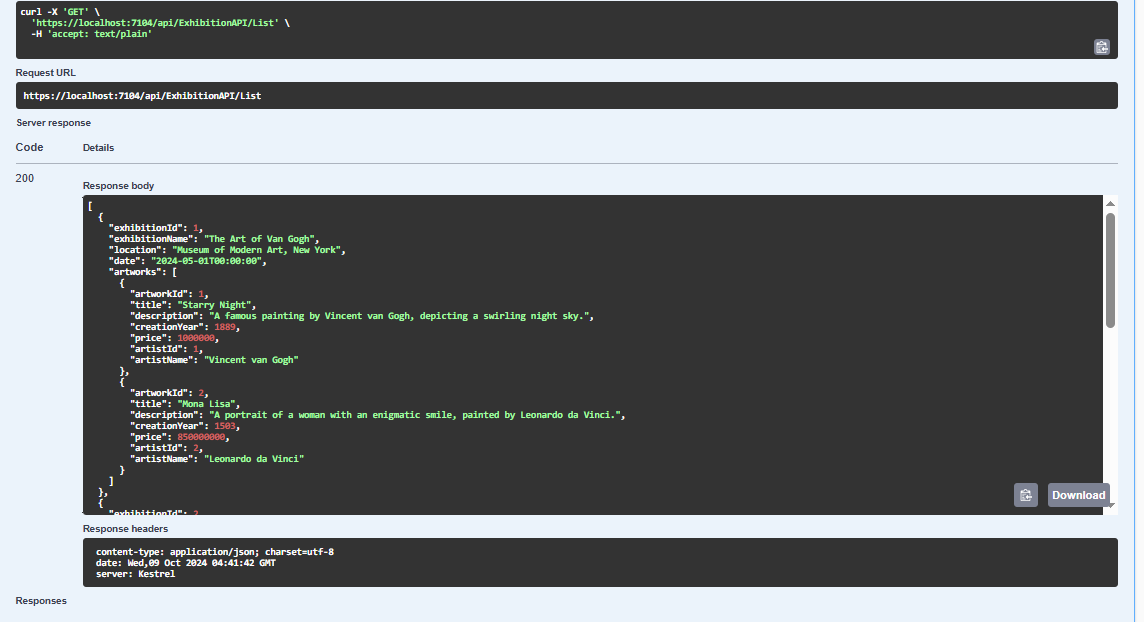 curl -X 'GET' \
'https://localhost:7104/api/ExhibitionAPI/List' \
-H 'accept: text/plain'
Request URL
https://localhost:7104/api/ExhibitionAPI/List
Server response
Code Details
200
Response body
[
{
"exhibitionId": 1,
"exhibitionName": "The Art of Van Gogh",
"location": "Museum of Modern Art, New York",
"date": "2024-05-01T00:00:00",
"artworks": [
{
"artworkId": 1,
"title": "Starry Night",
"description": "A famous painting by Vincent van Gogh, depicting a swirling night sky.",
"creationYear": 1889,
"price": 1000000,
"artistId": 1,
"artistName": "Vincent van Gogh"
},
{
"artworkId": 2,
"title": "Mona Lisa",
"description": "A portrait of a woman with an enigmatic smile, painted by Leonardo da Vinci.",
"creationYear": 1503,
"price": 850000000,
"artistId": 2,
"artistName": "Leonardo da Vinci"
}
]
},
{
"exhibitionId": 2
Download
Response headers
content-type: application/json; charset=utf-8
date: Wed,09 Oct 2024 04:41:42 GMT
server: Kestrel
Responses